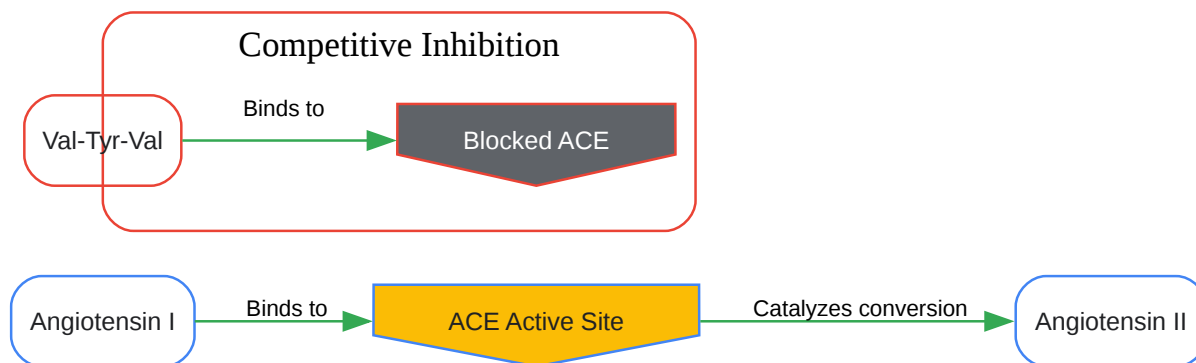 Competitive Inhibition
Val-Tyr-Val
Binds to
Blocked ACE
Angiotensin I
Binds to
ACE Active Site
Catalyzes conversion
Angiotensin II